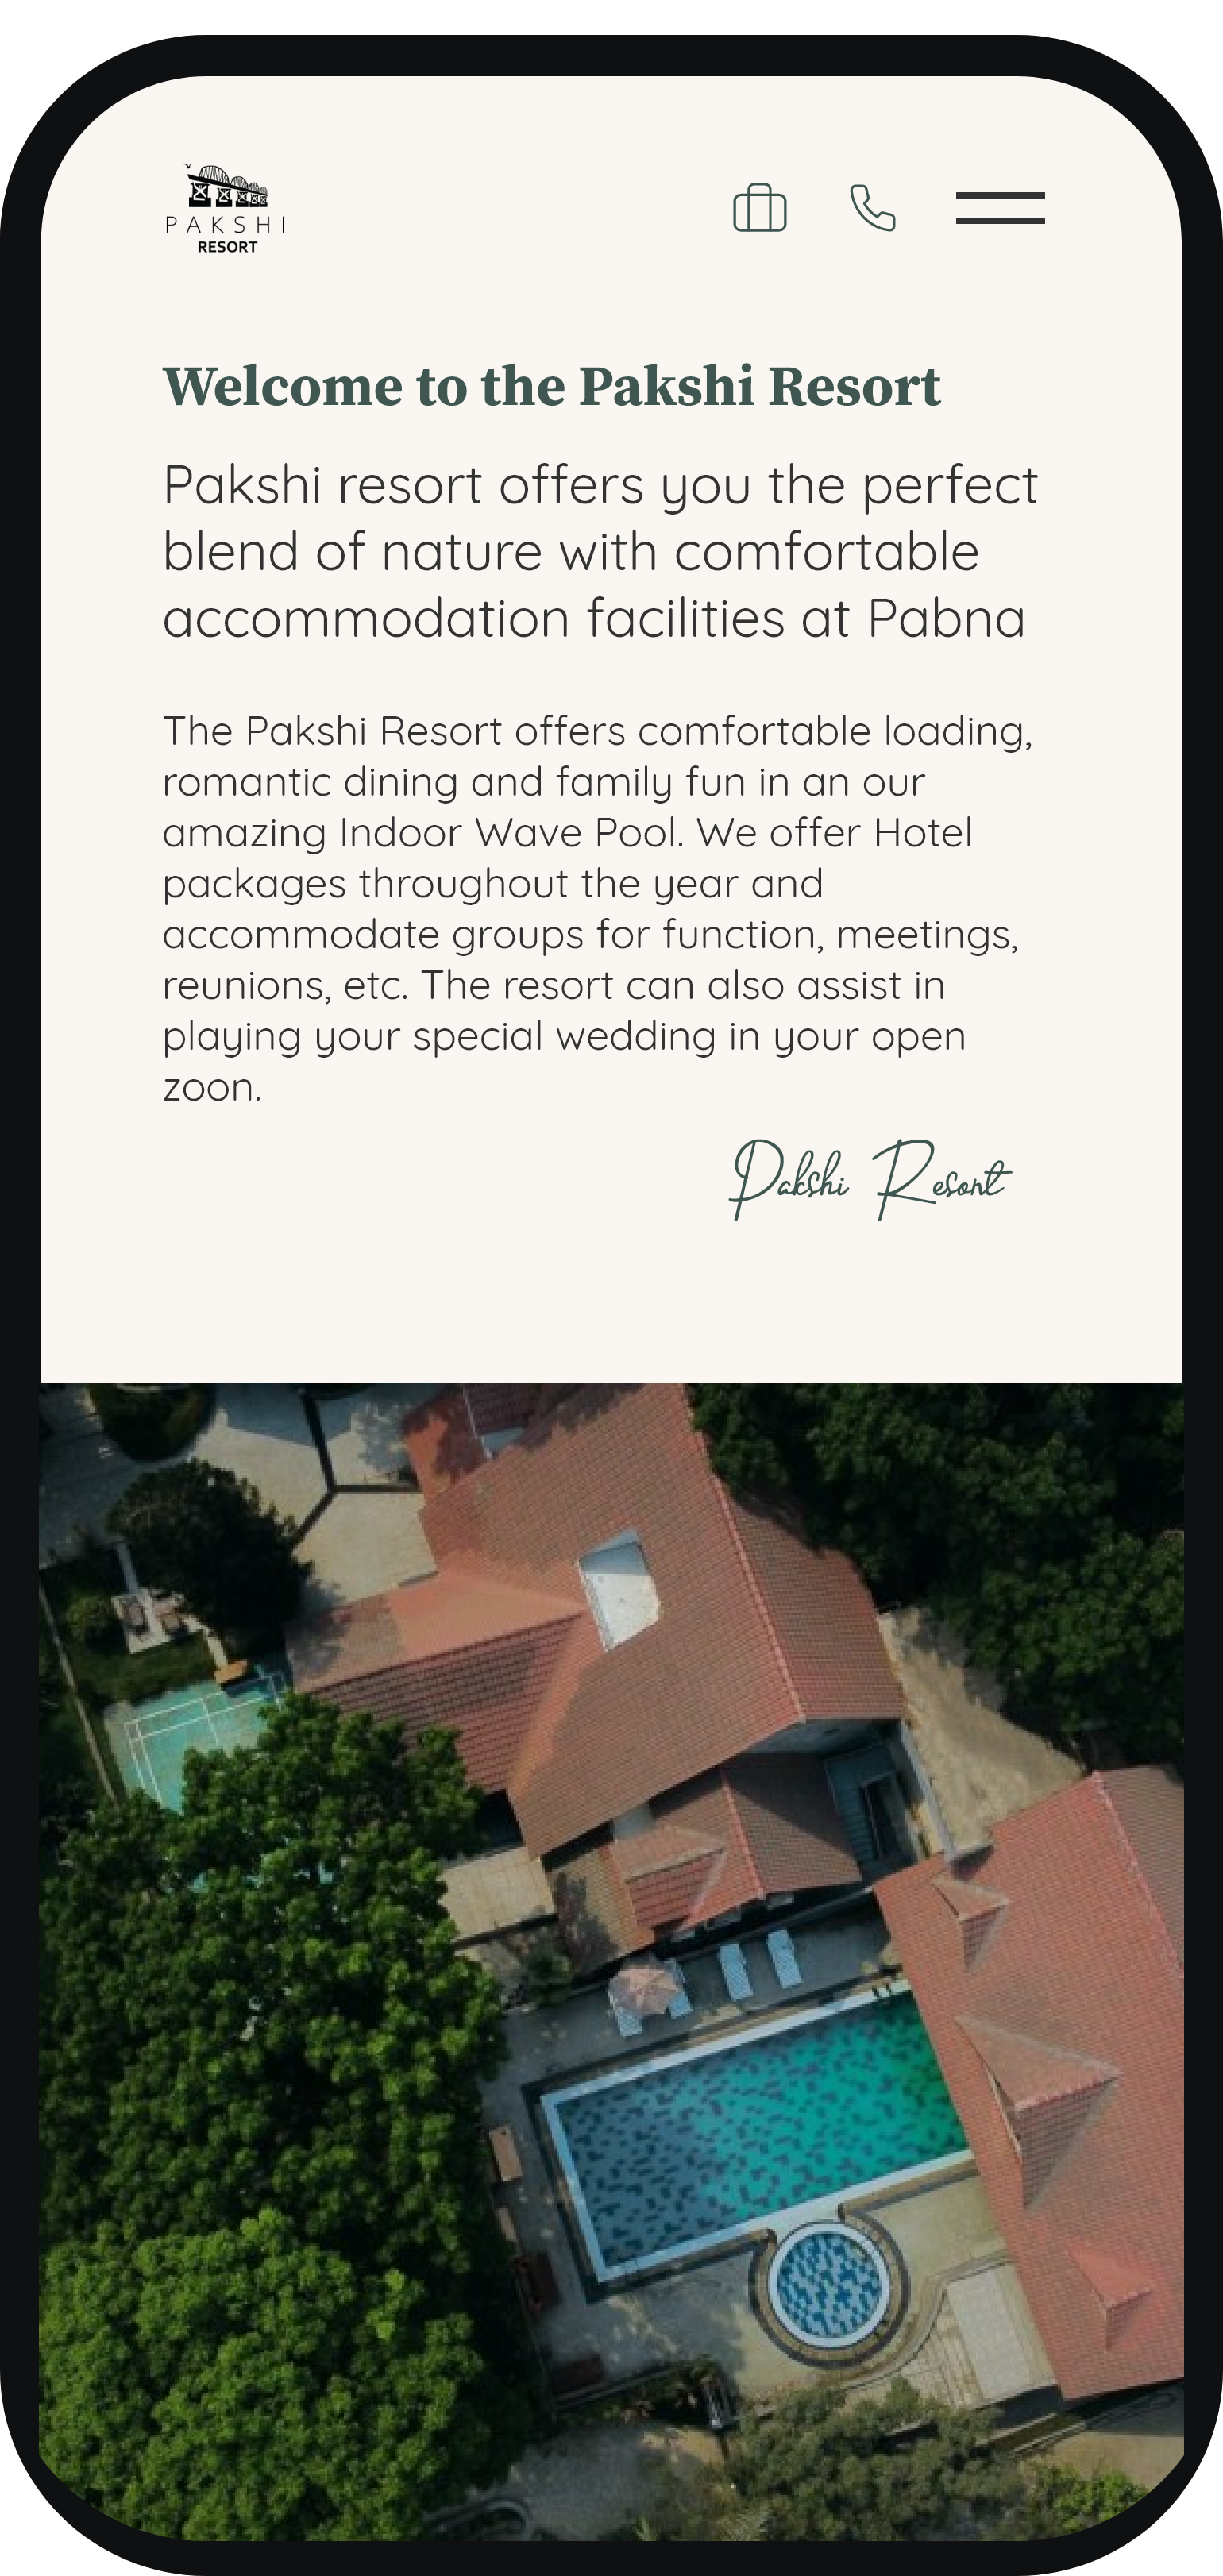 PAKSHI
RESORT
Welcome to the Pakshi Resort
Pakshi resort offers you the perfect
blend of nature with comfortable
accommodation facilities at Pabna
The Pakshi Resort offers comfortable loading,
romantic dining and family fun in an our
amazing Indoor Wave Pool. We offer Hotel
packages throughout the year and
accommodate groups for function, meetings,
reunions, etc. The resort can also assist in
playing your special wedding in your open
zoon.
Pakshi Resort